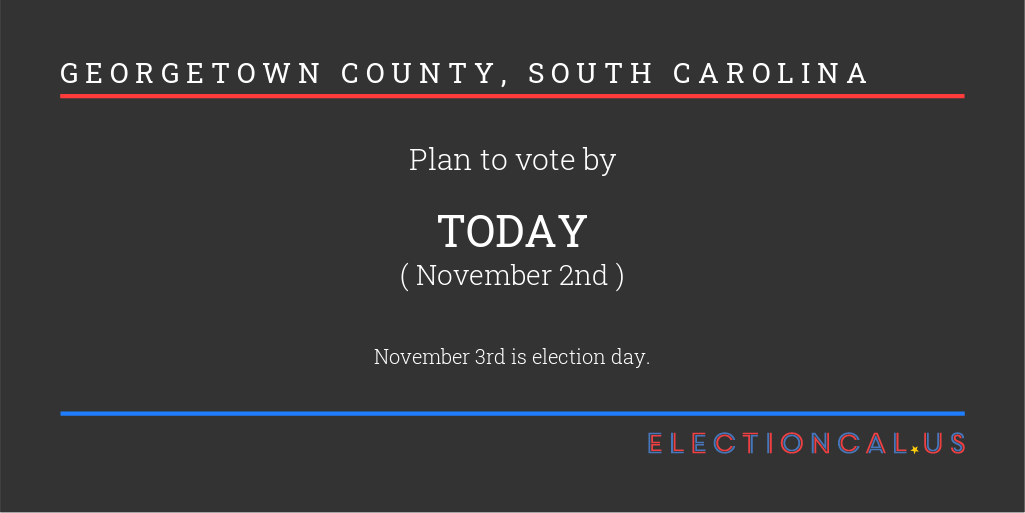 GEORGETOWN COUNTY, SOUTH CAROLINA
Plan to vote by
TODAY
( November 2nd )
November 3rd is election day.
ELECTIONCAL.US